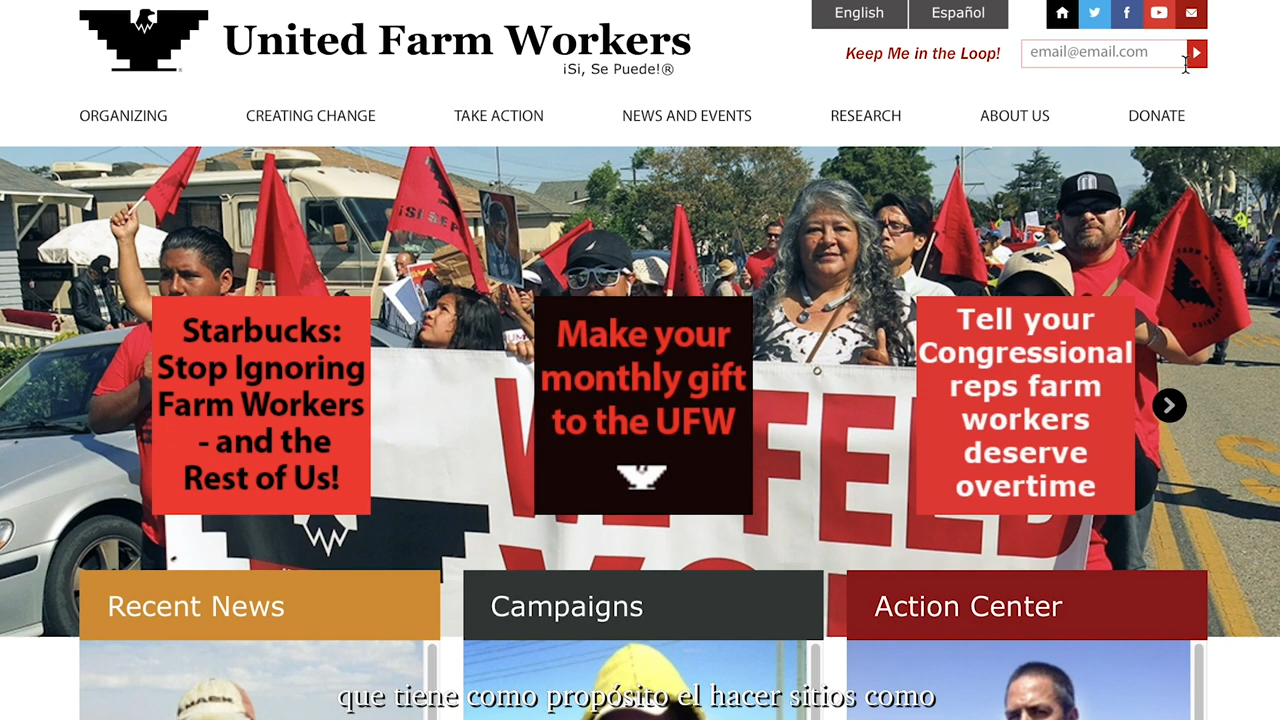 English
Español
United Farm Workers
¡Si, Se Puede!®
Keep Me in the Loop!
email@email.com
ORGANIZING
CREATING CHANGE
TAKE ACTION
NEWS AND EVENTS
RESEARCH
ABOUT US
DONATE
Starbucks:
Stop Ignoring
Farm Workers
- and the
Rest of Us!
Make your
monthly gift
to the UFW
Tell your
Congressional
reps farm
workers
deserve
overtime
FEED
Recent News
Campaigns
Action Center
que tiene como propósito el hacer sitios como